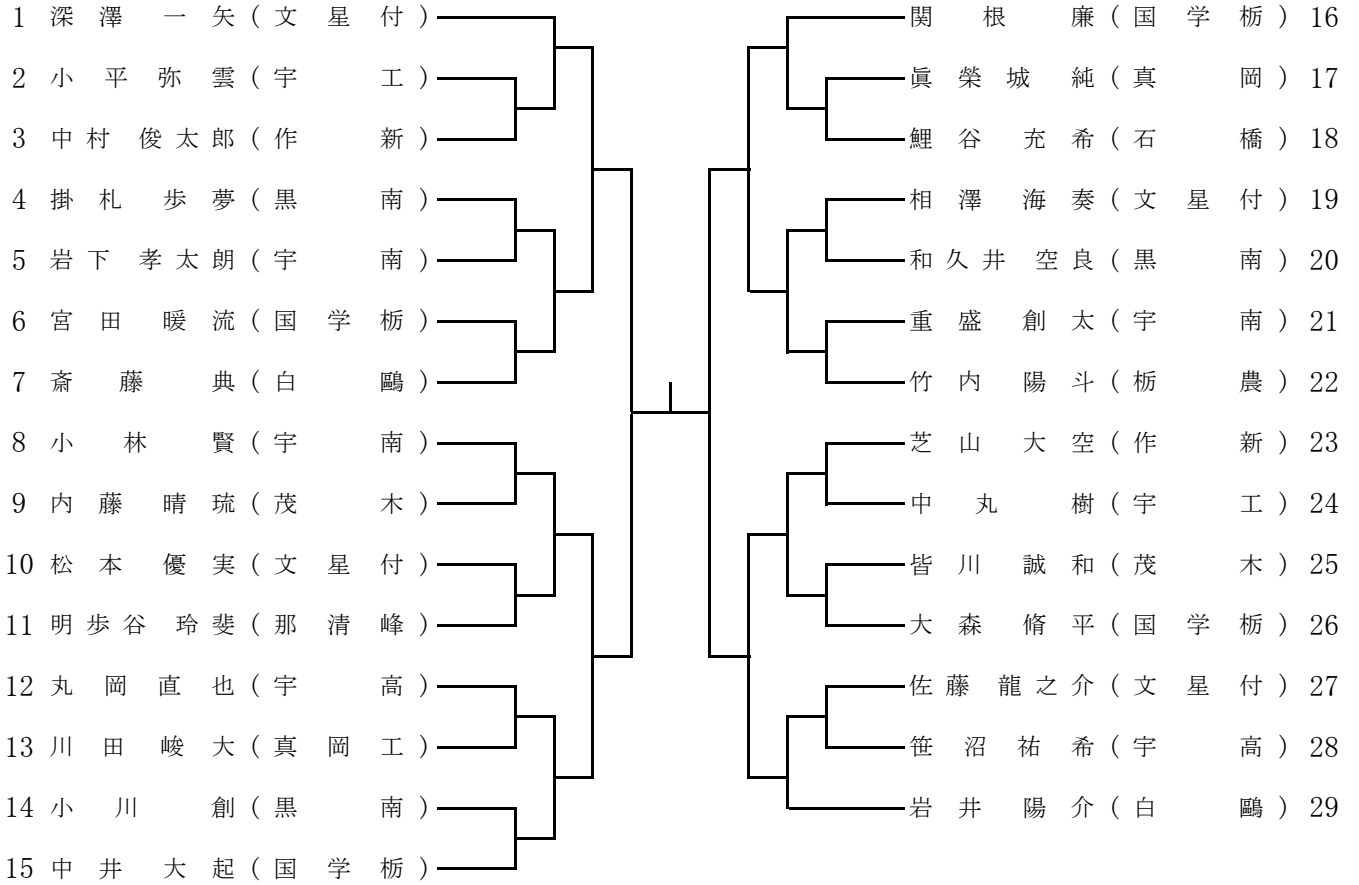 1 深澤 一矢 (文星付)
2 小平弥雲 (宇工)
3 中村 俊太郎 (作新)
4 掛札 歩夢 (黒南)
5 岩下 孝太朗 (宇南)
6 宮田 暖流 (国学栃)
7 斎藤 典 (白鷗)
8 小林 賢 (宇南)
9 内藤 晴琉 (茂木)
10 松本 優実 (文星付)
11 明歩谷 玲斐 (那清峰)
12 丸岡直也 (宇高)
13 川田 峻大 (真岡工)
14 小川 創 (黒南)
15 中井 大起 (国学栃)
関根 廉 (国学栃) 16
眞榮城 純 (真岡) 17
鯉谷 充希 (石橋) 18
相澤 海奏 (文星付) 19
和久井 空良 (黒南) 20
重盛 創太 (宇南) 21
竹内 陽斗 (栃農) 22
芝山 大空 (作新) 23
中丸 樹 (宇工) 24
皆川 誠和 (茂木) 25
大森 脩平 (国学栃) 26
佐藤 龍之介 (文星付) 27
笹沼祐希 (宇高) 28
岩井 陽介 (白鷗) 29